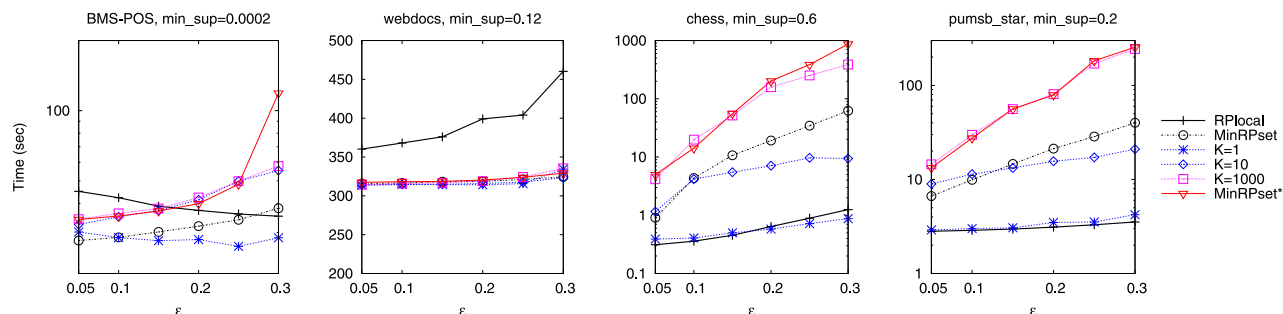 BMS-POS, min_sup=0.0002
webdocs, min_sup=0.12
chess, min_sup=0.6
pumsb_star, min_sup=0.2
Time (sec)
100
0.05 0.1 0.2 0.3
ε
500
450
400
350
300
250
200
0.05 0.1 0.2 0.3
ε
1000
100
10
1
0.1
0.05 0.1 0.2 0.3
ε
100
10
1
0.05 0.1 0.2 0.3
ε
RPlocal
MinRPset
K=1
K=10
K=1000
MinRPset*